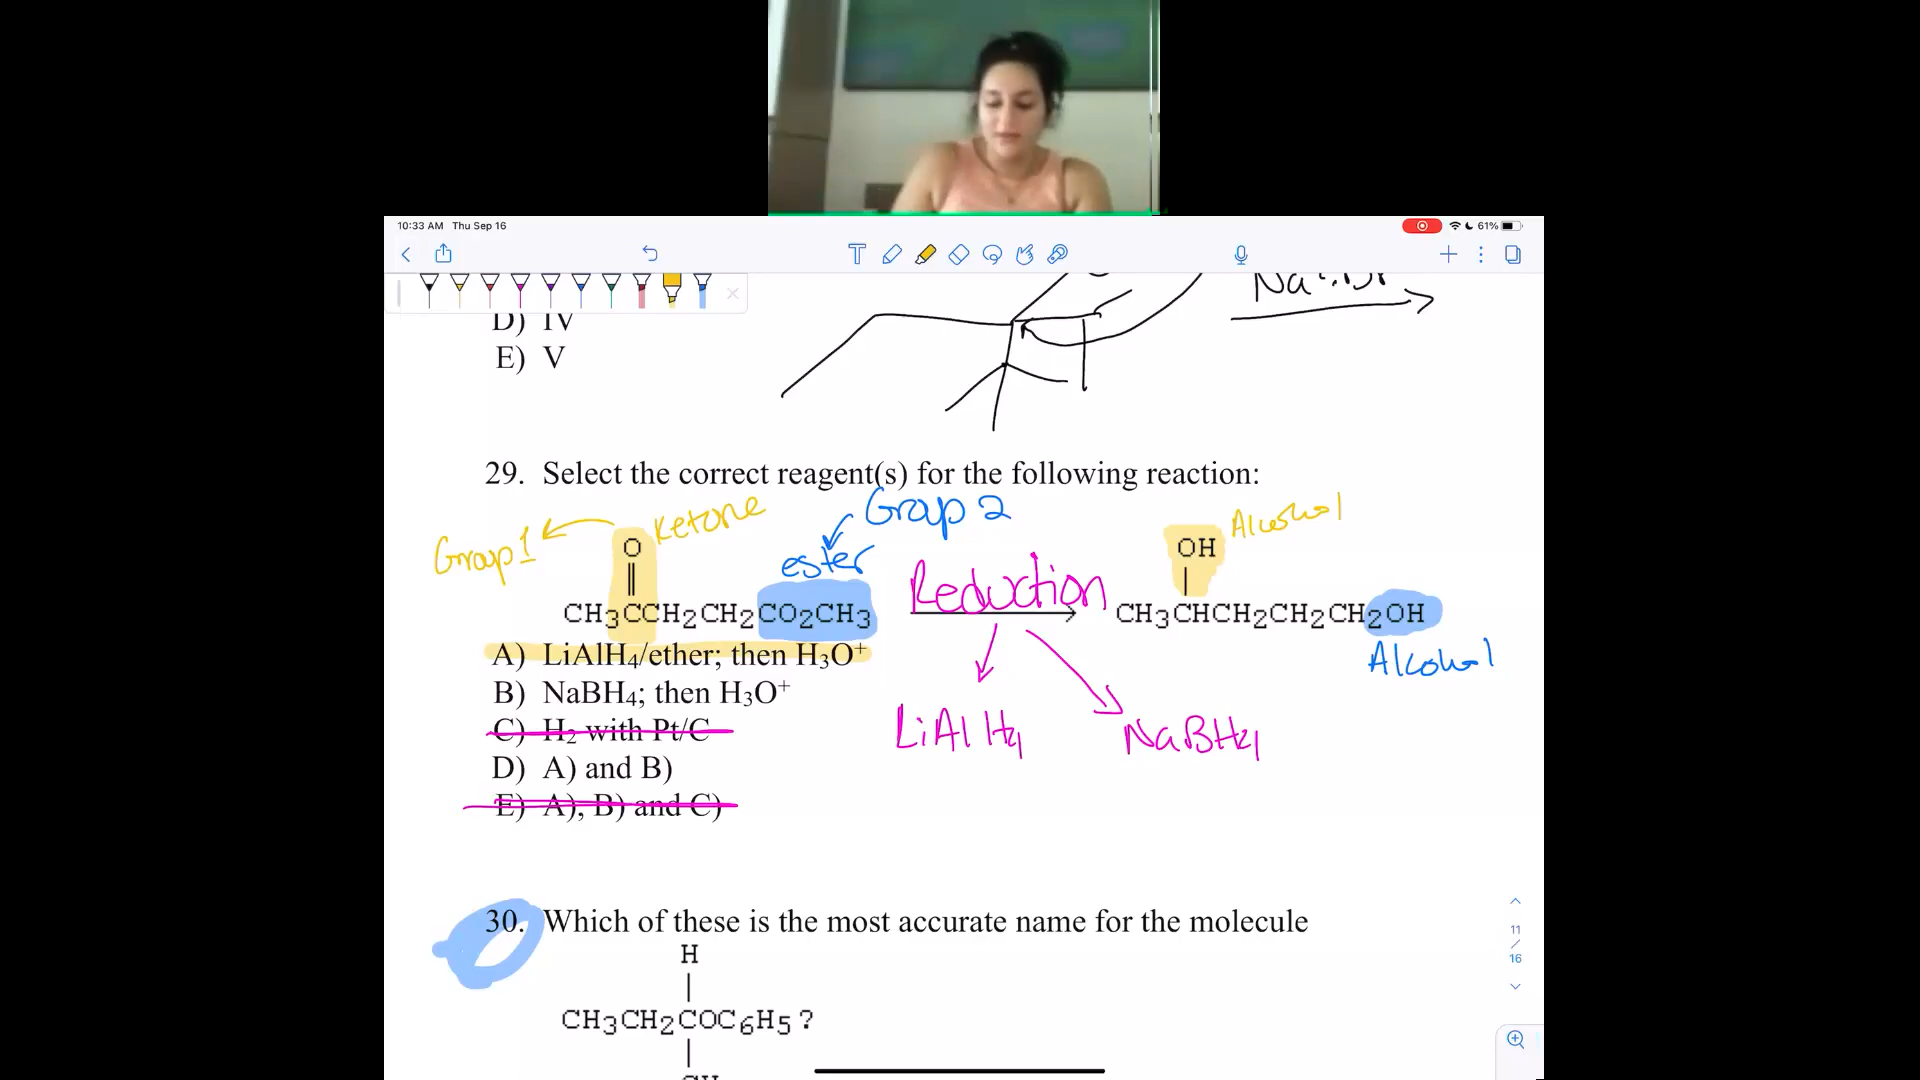 10:33 AM Thu Sep 16
61%
D) IV
E) V
29. Select the correct reagent(s) for the following reaction:
Group 1
Ketone
Group 2
ester
Alcohol
O
OH
CH3CCH2CH2CO2CH3
Reduction
CH3CHCH2CH2CH2OH
Alcohol
A) LiAlH4/ether; then H3O+
B) NaBH4; then H3O+
C) H2 with Pt/C
D) A) and B)
E) A), B) and C)
LiAlH4
NaBH4
30. Which of these is the most accurate name for the molecule
H
CH3CH2COC6H5?
11
/
16